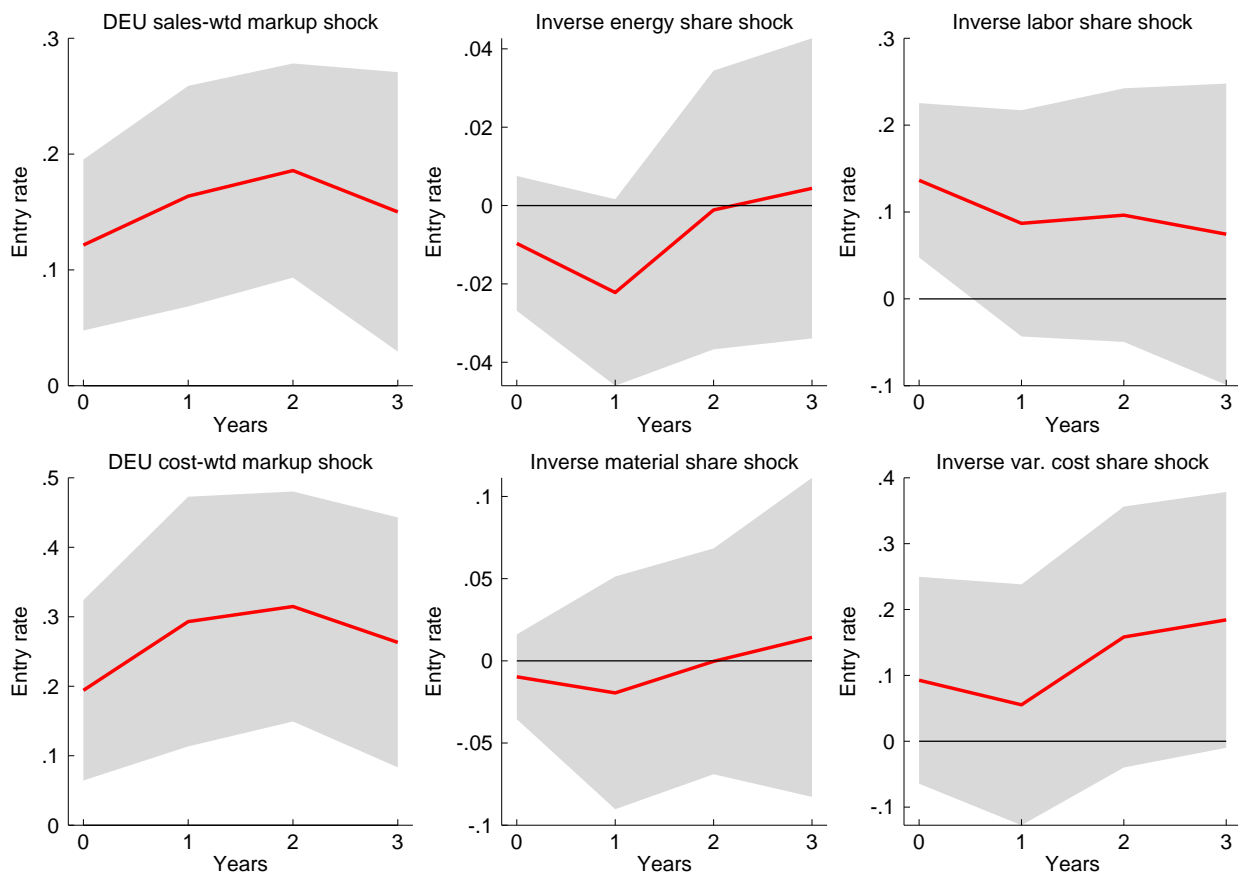 DEU sales-wtd markup shock
.3
.2
.1
0
Entry rate
0 1 2 3
Years
Inverse energy share shock
.04
.02
0
-.02
-.04
Entry rate
0 1 2 3
Years
Inverse labor share shock
.3
.2
.1
0
-.1
Entry rate
0 1 2 3
Years
DEU cost-wtd markup shock
.5
.4
.3
.2
.1
0
Entry rate
0 1 2 3
Years
Inverse material share shock
.1
.05
0
-.05
-.1
Entry rate
0 1 2 3
Years
Inverse var. cost share shock
.4
.3
.2
.1
0
-.1
Entry rate
0 1 2 3
Years